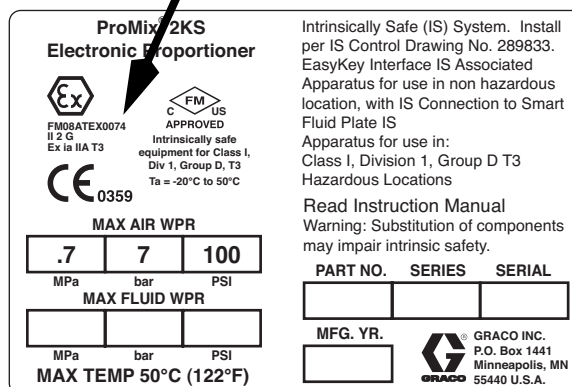 ProMix® 2KS
Electronic Proportioner
Ex
FM08ATEX0074
II 2 G
Ex ia IIA T3
CE 0359
FM
C US
APPROVED
Intrinsically safe
equipment for Class I,
Div 1, Group D, T3
Ta = -20°C to 50°C
MAX AIR WPR
.7 7 100
MPa bar PSI
MAX FLUID WPR
MPa bar PSI
MAX TEMP 50°C (122°F)
Intrinsically Safe (IS) System. Install
per IS Control Drawing No. 289833.
EasyKey Interface IS Associated
Apparatus for use in non hazardous
location, with IS Connection to Smart
Fluid Plate IS
Apparatus for use in:
Class I, Division 1, Group D T3
Hazardous Locations
Read Instruction Manual
Warning: Substitution of components
may impair intrinsic safety.
PART NO. SERIES SERIAL
MFG. YR.
GRACO
®
GRACO INC.
P.O. Box 1441
Minneapolis, MN
55440 U.S.A.